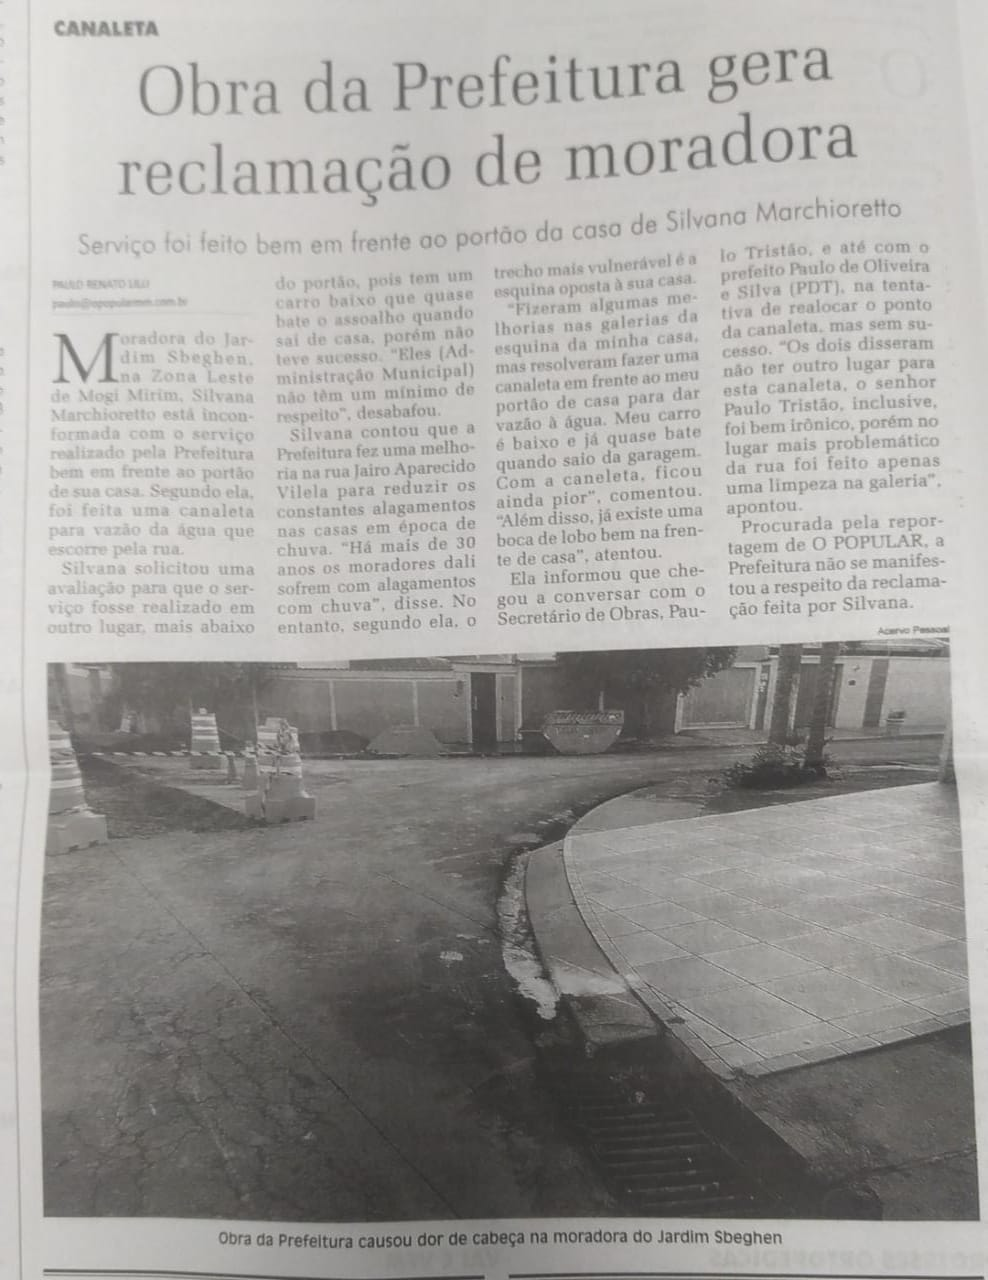 CANALETA
Obra da Prefeitura gera
reclamação de moradora
Serviço foi feito bem em frente ao portão da casa de Silvana Marchioretto
PAULO RENATO LILLI
paulo@opopularmm.com.br
Moradora do Jar-
dim Sbeghen,
na Zona Leste
de Mogi Mirim, Silvana
Marchioretto está incon-
formada com o serviço
realizado pela Prefeitura
bem em frente ao portão
de sua casa. Segundo ela,
foi feita uma canaleta
para vazão da água que
escorre pela rua.
Silvana solicitou uma
avaliação para que o ser-
viço fosse realizado em
outro lugar, mais abaixo
do portão, pois tem um
carro baixo que quase
bate o assoalho quando
sai de casa, porém não
teve sucesso. “Eles (Ad-
ministração Municipal)
não têm um mínimo de
respeito”, desabafou.
Silvana contou que a
Prefeitura fez uma melho-
ria na rua Jairo Aparecido
Vilela para reduzir os
constantes alagamentos
nas casas em época de
chuva. “Há mais de 30
anos os moradores dali
sofrem com alagamentos
com chuva”, disse. No
entanto, segundo ela, o
trecho mais vulnerável é a
esquina oposta à sua casa.
“Fizeram algumas me-
lhorias nas galerias da
esquina da minha casa,
mas resolveram fazer uma
canaleta em frente ao meu
portão de casa para dar
vazão à água. Meu carro
é baixo e já quase bate
quando saio da garagem.
Com a caneleta, ficou
ainda pior”, comentou.
“Além disso, já existe uma
boca de lobo bem na fren-
te de casa”, atentou.
Ela informou que che-
gou a conversar com o
Secretário de Obras, Pau-
lo Tristão, e até com o
prefeito Paulo de Oliveira
e Silva (PDT), na tenta-
tiva de realocar o ponto
da canaleta, mas sem su-
cesso. “Os dois disseram
não ter outro lugar para
esta canaleta, o senhor
Paulo Tristão, inclusive,
foi bem irônico, porém no
lugar mais problemático
da rua foi feito apenas
uma limpeza na galeria”,
apontou.
Procurada pela repor-
tagem de O POPULAR, a
Prefeitura não se manifes-
tou a respeito da reclama-
ção feita por Silvana.
Acervo Pessoal
Obra da Prefeitura causou dor de cabeça na moradora do Jardim Sbeghen